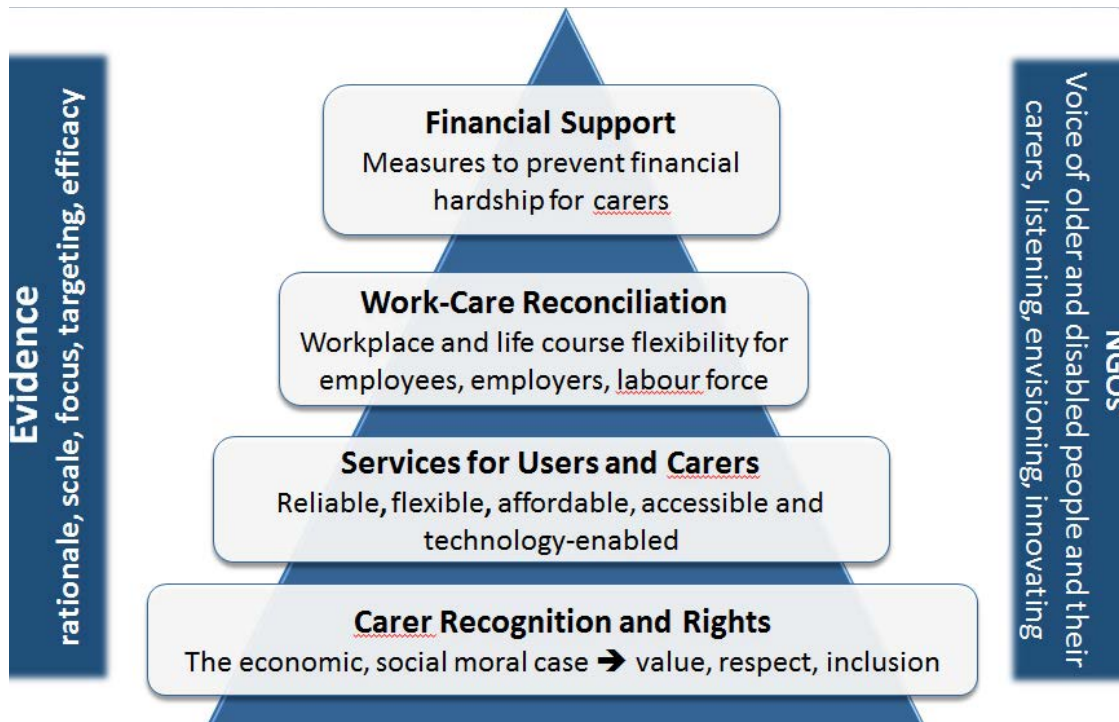 Evidence
rationale, scale, focus, targeting, efficacy
Financial Support
Measures to prevent financial
hardship for carers
Work-Care Reconciliation
Workplace and life course flexibility for
employees, employers, labour force
Services for Users and Carers
Reliable, flexible, affordable, accessible and
technology-enabled
Carer Recognition and Rights
The economic, social moral case ➔ value, respect, inclusion
NGOs
Voice of older and disabled people and their
carers, listening, envisioning, innovating